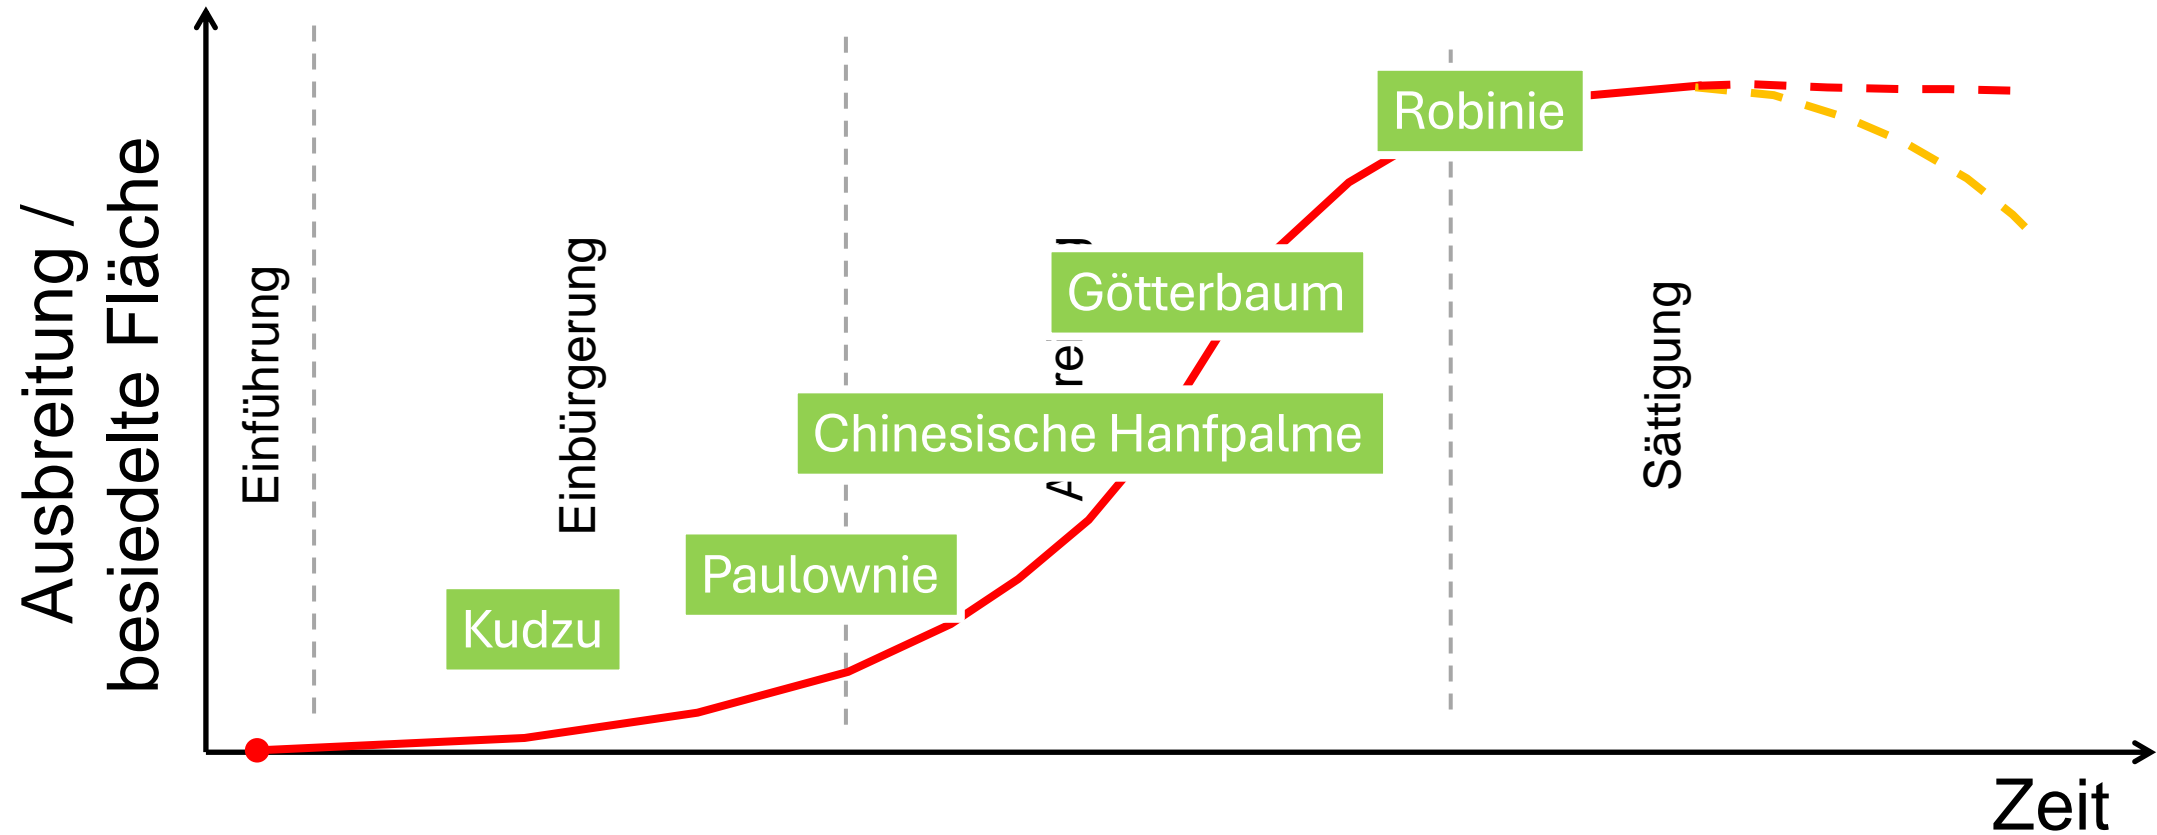 Ausbreitung /
besiedelte Fläche
Einführung
Einbürgerung
Sättigung
Robinie
Götterbaum
Chinesische Hanfpalme
Paulownie
Kudzu
Zeit